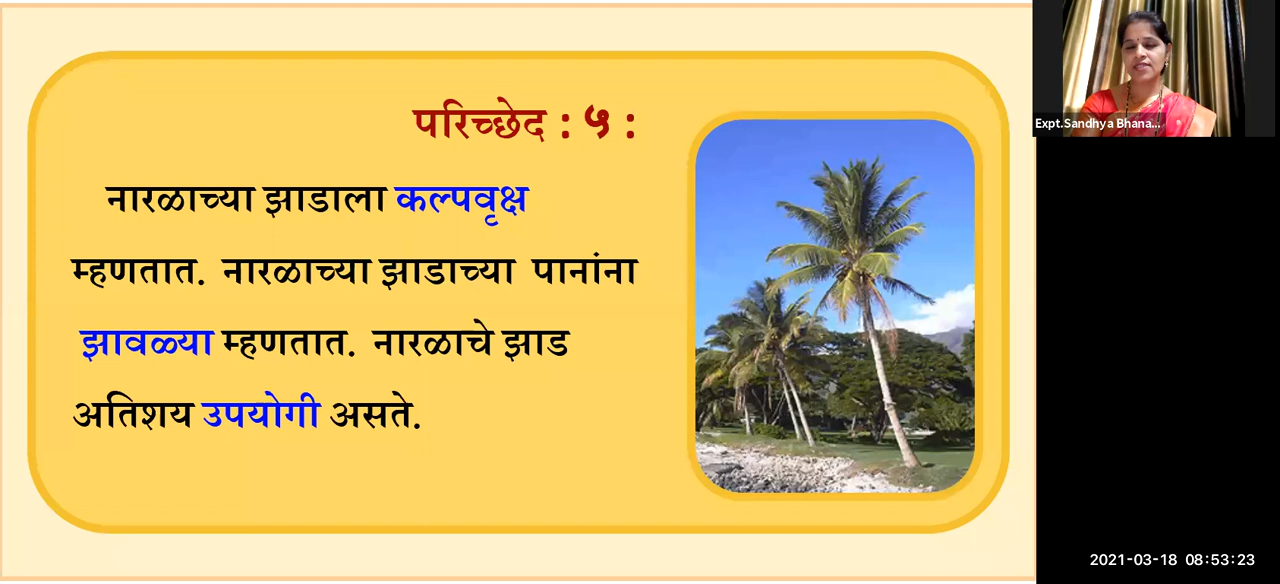 परिच्छेद : ५ :
नारळाच्या झाडाला कल्पवृक्ष
म्हणतात. नारळाच्या झाडाच्या पानांना
झावळ्या म्हणतात. नारळाचे झाड
अतिशय उपयोगी असते.
Expt.Sandhya Bhana...
2021-03-18 08:53:23